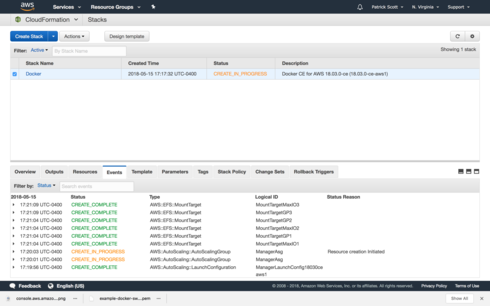 aws
Services Resource Groups Patrick Scott N. Virginia Support
CloudFormation Stacks
Create Stack Actions Design template
Filter: Active By Stack Name Showing 1 stack
Stack Name Created Time Status Description
Docker 2018-05-15 17:17:32 UTC-0400 CREATE_IN_PROGRESS Docker CE for AWS 18.03.0-ce (18.03.0-ce-aws1)
Overview Outputs Resources Events Template Parameters Tags Stack Policy Change Sets Rollback Triggers
Filter by: Status Search events
2018-05-15 Status Type Logical ID Status Reason
17:21:09 UTC-0400 CREATE_COMPLETE AWS::EFS::MountTarget MountTargetMaxIO3
17:21:09 UTC-0400 CREATE_COMPLETE AWS::EFS::MountTarget MountTargetGP3
17:21:04 UTC-0400 CREATE_COMPLETE AWS::EFS::MountTarget MountTargetGP2
17:21:04 UTC-0400 CREATE_COMPLETE AWS::EFS::MountTarget MountTargetMaxIO2
17:21:04 UTC-0400 CREATE_COMPLETE AWS::EFS::MountTarget MountTargetGP1
17:21:04 UTC-0400 CREATE_COMPLETE AWS::EFS::MountTarget MountTargetMaxIO1
17:20:03 UTC-0400 CREATE_IN_PROGRESS AWS::AutoScaling::AutoScalingGroup ManagerAsg Resource creation Initiated
17:20:01 UTC-0400 CREATE_IN_PROGRESS AWS::AutoScaling::AutoScalingGroup ManagerAsg
17:19:56 UTC-0400 CREATE_COMPLETE AWS::AutoScaling::LaunchConfiguration ManagerLaunchConfig18030ce
aws1
Feedback English (US) © 2008 - 2018, Amazon Web Services, Inc. or its affiliates. All rights reserved. Privacy Policy Terms of Use
console.aws.amazo....png example-docker-sw....pem Show All